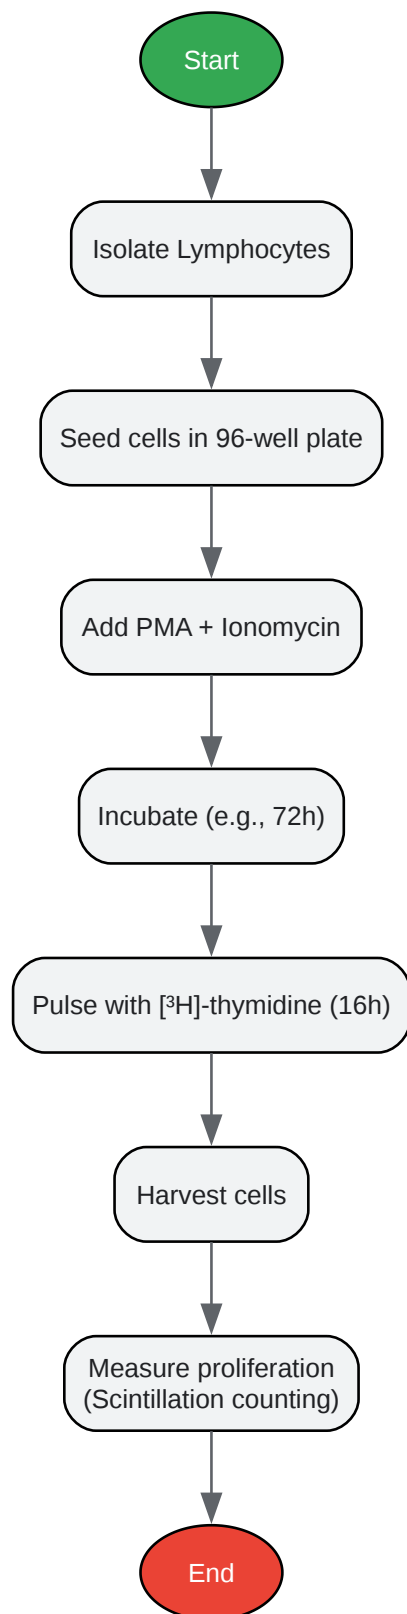 Start
Isolate Lymphocytes
Seed cells in 96-well plate
Add PMA + Ionomycin
Incubate (e.g., 72h)
Pulse with [³H]-thymidine (16h)
Harvest cells
Measure proliferation
(Scintillation counting)
End